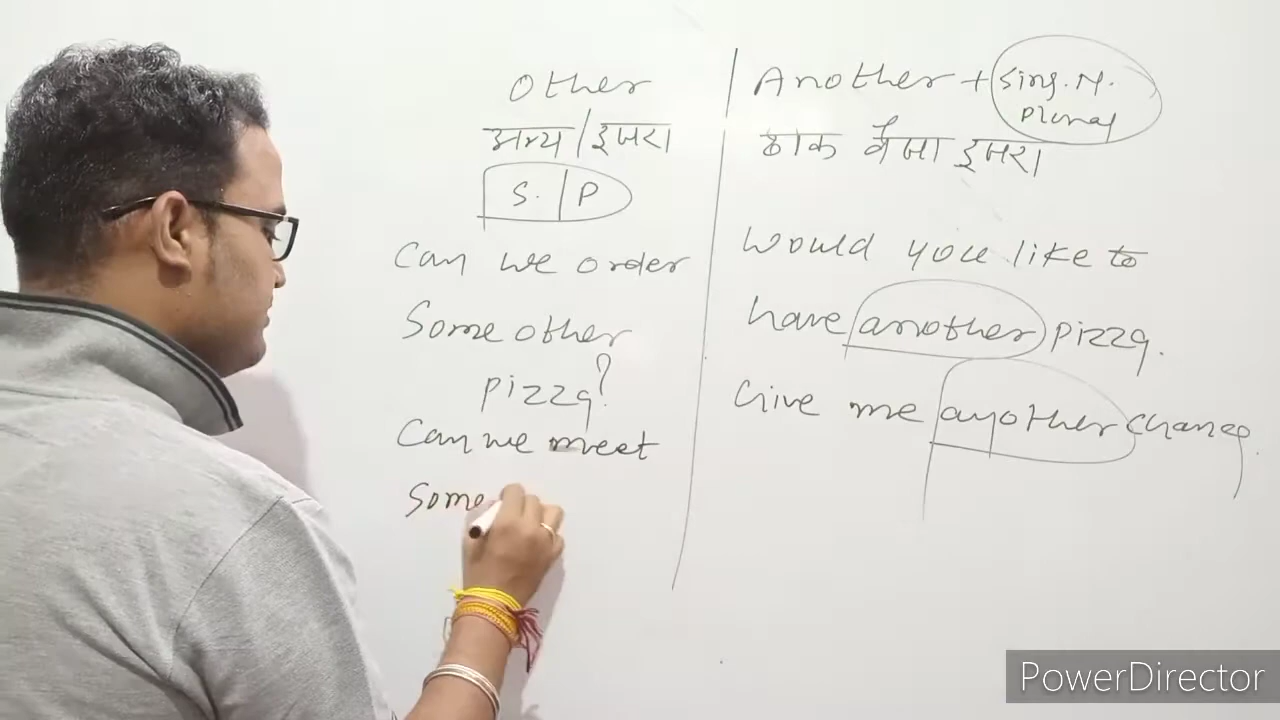 Other
अन्य/दूसरा
S. | P
Can we order
Some other
pizza?
Can we meet
Some
Another + Sing. N.
Plural
ठीक वैसा दूसरा
Would you like to
have another pizza.
Give me another chance.
PowerDirector